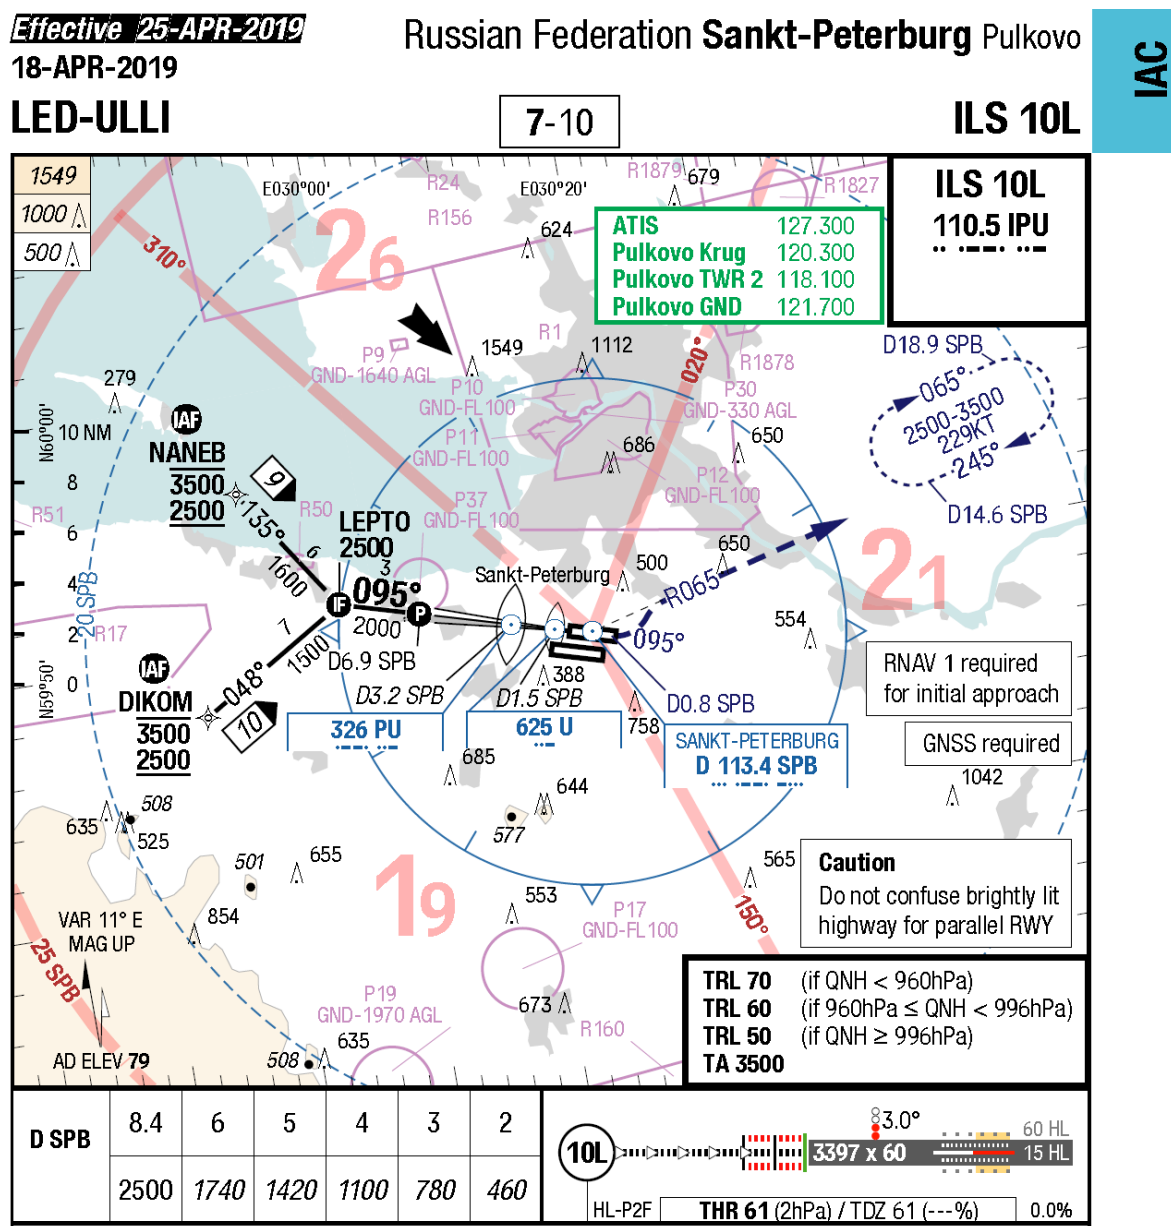 Effective 25-APR-2019
Russian Federation Sankt-Peterburg Pulkovo
18-APR-2019
IAC
LED-ULLI
7-10
ILS 10L
1549
1000
500
E030°00'
E030°20'
R24
R156
R1879
679
R1827
ILS 10L
110.5 IPU
26
624
310°
ATIS 127.300
Pulkovo Krug 120.300
Pulkovo TWR 2 118.100
Pulkovo GND 121.700
R1
P9
GND-1640 AGL
1549
1112
020°
R1878
D18.9 SPB
065°
2500-3500
229KT
245°
D14.6 SPB
279
P10
GND-FL100
P30
GND-330 AGL
IAF
NANEB
3500
2500
N60°00'
10 NM
8
6
4
2
0
N59°50'
P11
GND-FL100
686
650
P12
GND-FL100
9
R51
R50
P37
GND-FL100
135°
6
1600
LEPTO
2500
3
095°
IF
P
2000
Sankt-Peterburg
500
650
21
R065
095°
20 SPB
R17
7
1500
048°
D6.9 SPB
554
IAF
DIKOM
3500
2500
10
D3.2 SPB
D1.5 SPB
388
D0.8 SPB
758
RNAV 1 required
for initial approach
GNSS required
326 PU
625 U
SANKT-PETERBURG
D 113.4 SPB
685
644
577
1042
508
635
525
501
655
854
19
553
565
Caution
Do not confuse brightly lit
highway for parallel RWY
VAR 11° E
MAG UP
25 SPB
P17
GND-FL100
150°
P19
GND-1970 AGL
673
R160
635
508
AD ELEV 79
TRL 70 (if QNH < 960hPa)
TRL 60 (if 960hPa ≤ QNH < 996hPa)
TRL 50 (if QNH ≥ 996hPa)
TA 3500
D SPB 8.4 6 5 4 3 2
2500 1740 1420 1100 780 460
10L
3.0°
3397 x 60
60 HL
15 HL
HL-P2F
THR 61 (2hPa) / TDZ 61 (---%)
0.0%